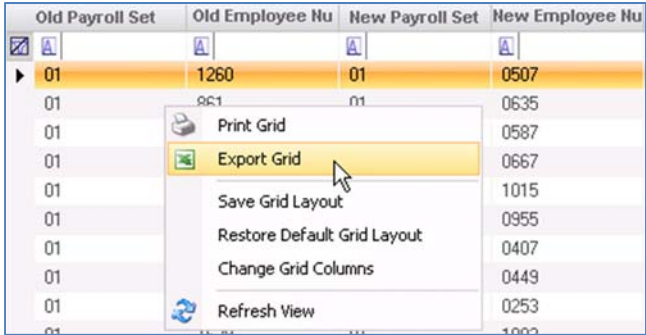 Old Payroll Set Old Employee Nu New Payroll Set New Employee Nu
A A A A
01 1260 01 0507
01 861 01 0635
01 0587
01 0667
01 1015
01 0955
01 0407
01 0449
01 0253
Print Grid
Export Grid
Save Grid Layout
Restore Default Grid Layout
Change Grid Columns
Refresh View